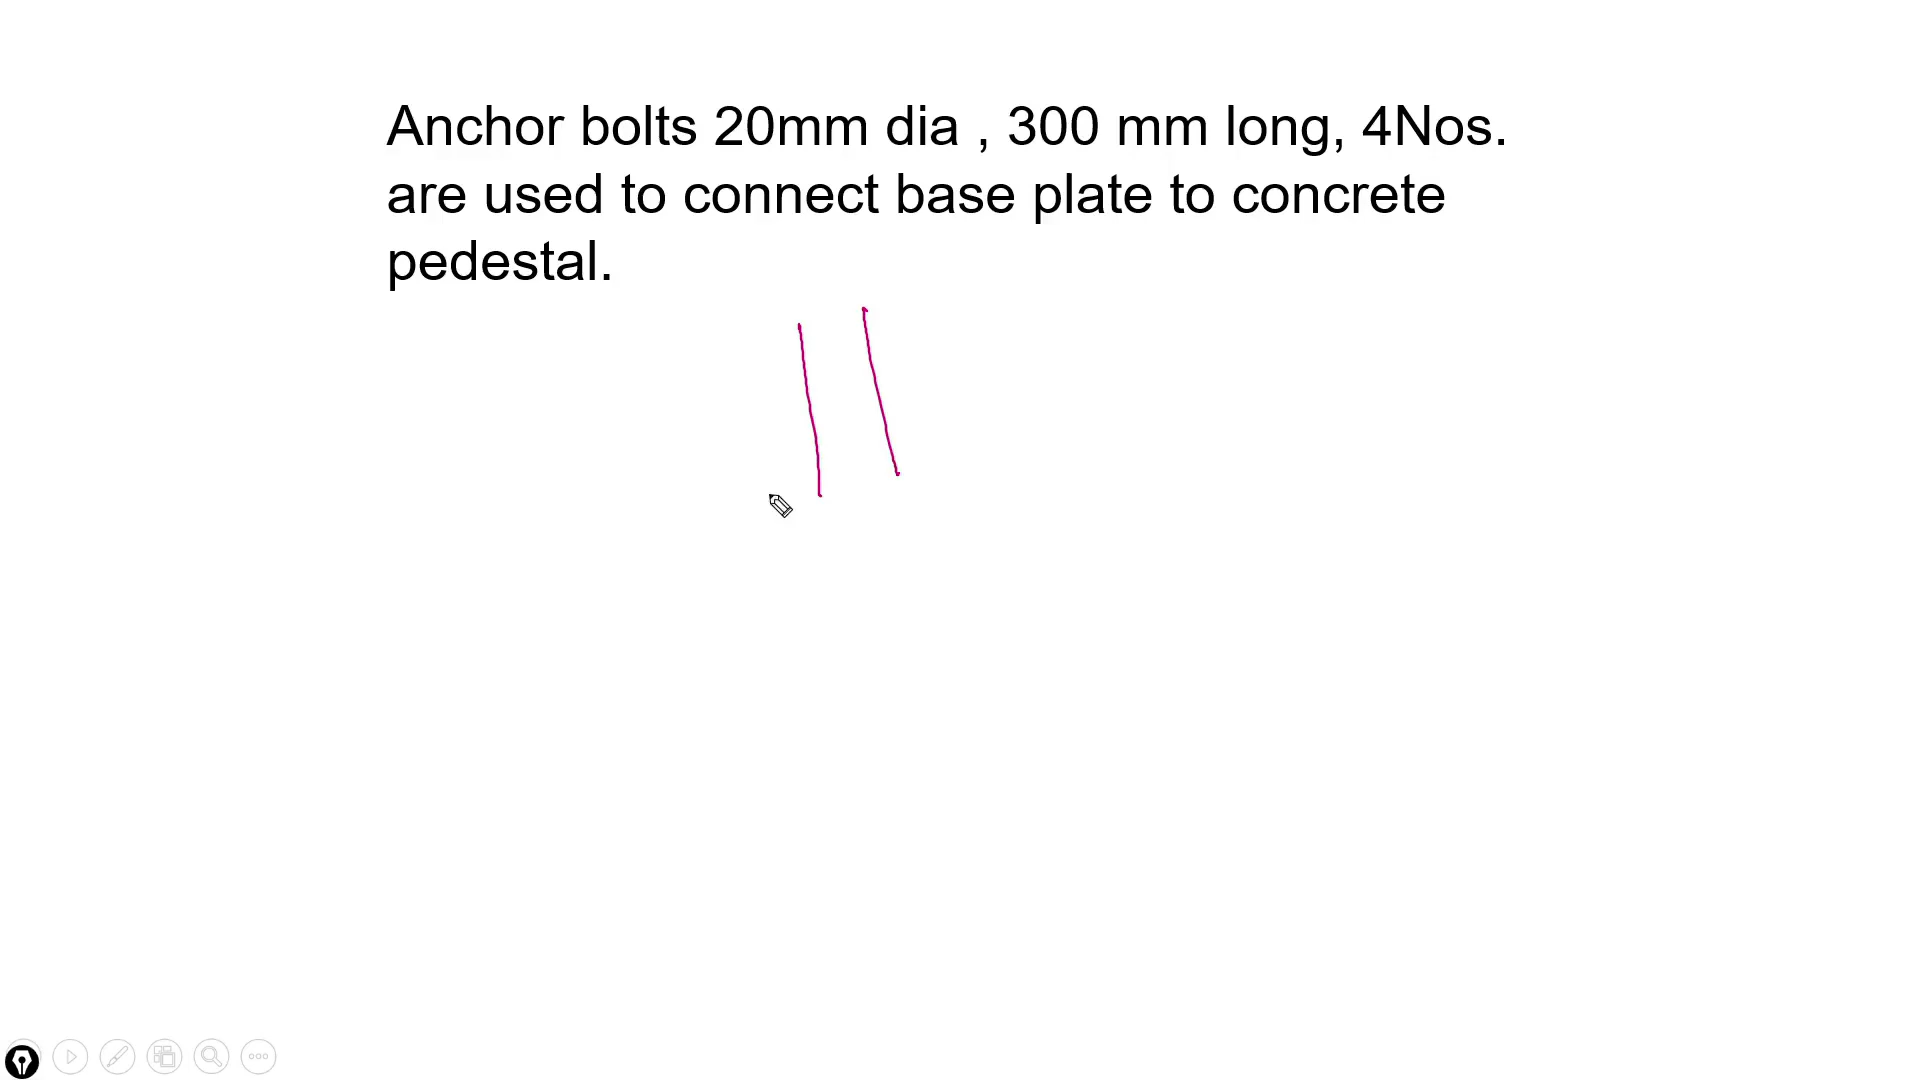 Anchor bolts 20mm dia , 300 mm long, 4Nos.
are used to connect base plate to concrete
pedestal.